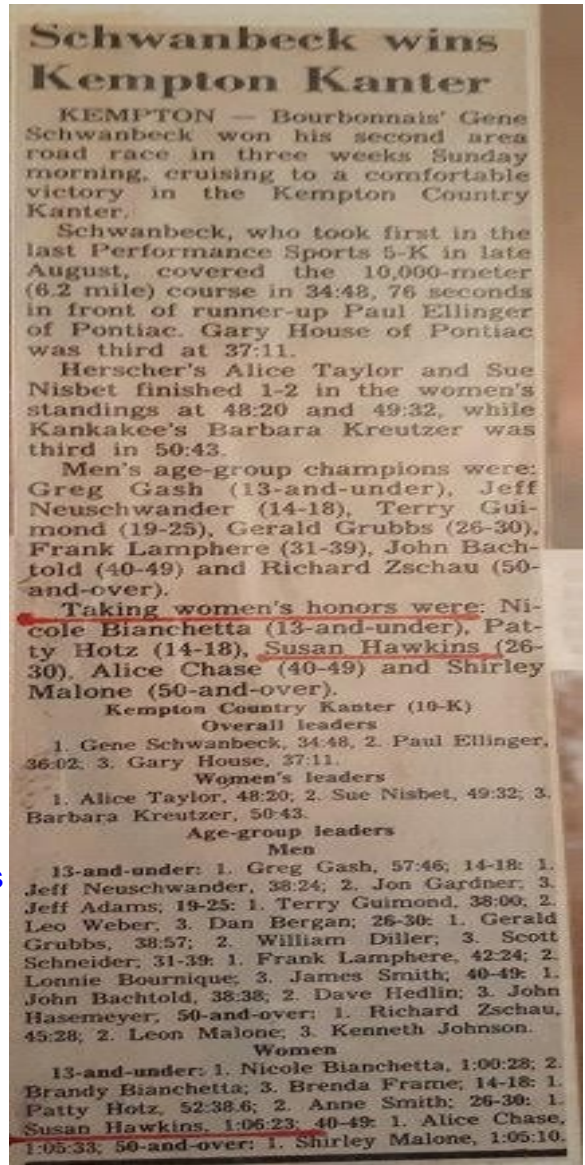 Schwanbeck wins
Kempton Kanter
KEMPTON — Bourbonnais' Gene
Schwanbeck won his second area
road race in three weeks Sunday
morning, cruising to a comfortable
victory in the Kempton Country
Kanter.
Schwanbeck, who took first in the
last Performance Sports 5-K in late
August, covered the 10,000-meter
(6.2 mile) course in 34:48, 76 seconds
in front of runner-up Paul Ellinger
of Pontiac. Gary House of Pontiac
was third at 37:11.
Herscher's Alice Taylor and Sue
Nisbet finished 1-2 in the women's
standings at 48:20 and 49:32, while
Kankakee's Barbara Kreutzer was
third in 50:43.
Men's age-group champions were:
Greg Gash (13-and-under), Jeff
Neuschwander (14-18), Terry Gui-
mond (19-25), Gerald Grubbs (26-30),
Frank Lamphere (31-39), John Bach-
told (40-49) and Richard Zschau (50-
and-over).
Taking women's honors were: Ni-
cole Bianchetta (13-and-under), Pat-
ty Hotz (14-18), Susan Hawkins (26-
30), Alice Chase (40-49) and Shirley
Malone (50-and-over).
Kempton Country Kanter (10-K)
Overall leaders
1. Gene Schwanbeck, 34:48, 2. Paul Ellinger,
36:02; 3. Gary House, 37:11.
Women's leaders
1. Alice Taylor, 48:20; 2. Sue Nisbet, 49:32; 3.
Barbara Kreutzer, 50:43.
Age-group leaders
Men
13-and-under: 1. Greg Gash, 57:46; 14-18: 1.
Jeff Neuschwander, 38:24; 2. Jon Gardner; 3.
Jeff Adams; 19-25: 1. Terry Guimond, 38:00; 2.
Leo Weber, 3. Dan Bergan; 26-30: 1. Gerald
Grubbs, 38:57; 2. William Diller; 3. Scott
Schneider; 31-39: 1. Frank Lamphere, 42:24; 2.
Lonnie Bournique; 3. James Smith; 40-49: 1.
John Bachtold, 38:38; 2. Dave Hedlin; 3. John
Hasemeyer; 50-and-over: 1. Richard Zschau,
45:28; 2. Leon Malone; 3. Kenneth Johnson.
Women
13-and-under: 1. Nicole Bianchetta, 1:00:28; 2.
Brandy Bianchetta; 3. Brenda Frame; 14-18: 1.
Patty Hotz, 52:38.6; 2. Anne Smith; 26-30: 1.
Susan Hawkins, 1:06:23; 40-49: 1. Alice Chase,
1:05:33; 50-and-over: 1. Shirley Malone, 1:05:10.